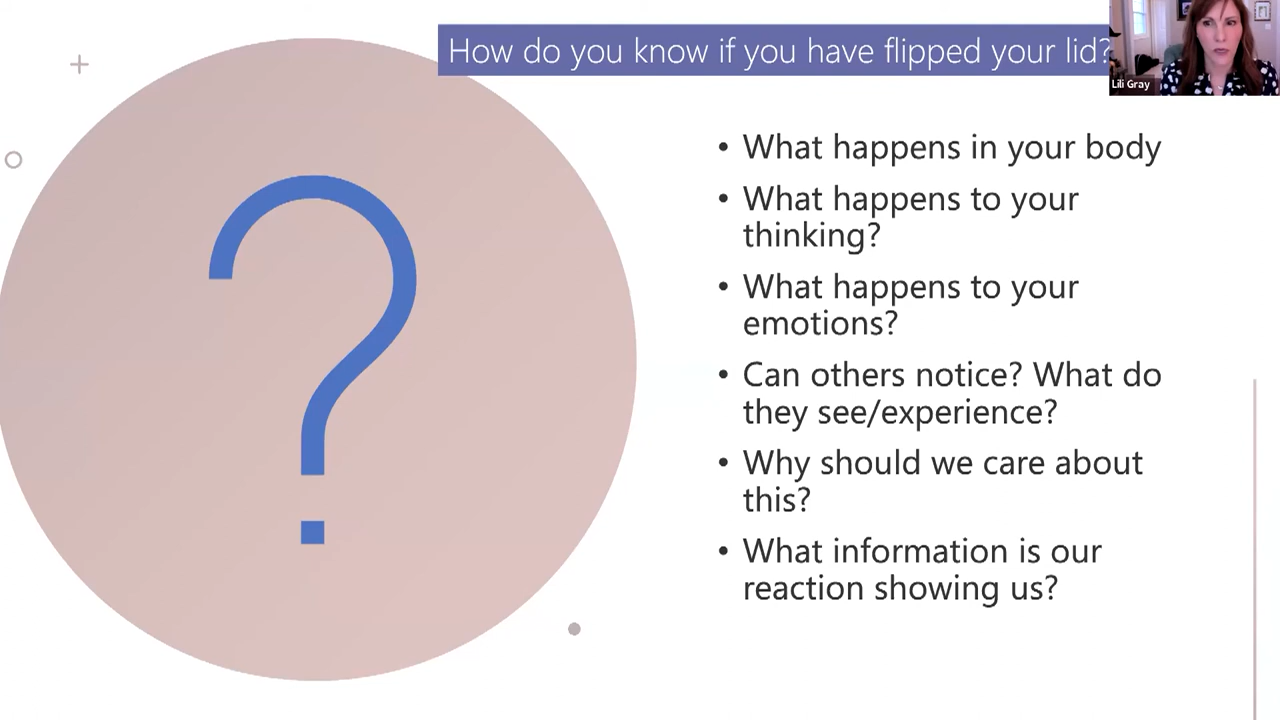 How do you know if you have flipped your lid?
Lili Gray
• What happens in your body
• What happens to your
thinking?
• What happens to your
emotions?
• Can others notice? What do
they see/experience?
• Why should we care about
this?
• What information is our
reaction showing us?
?